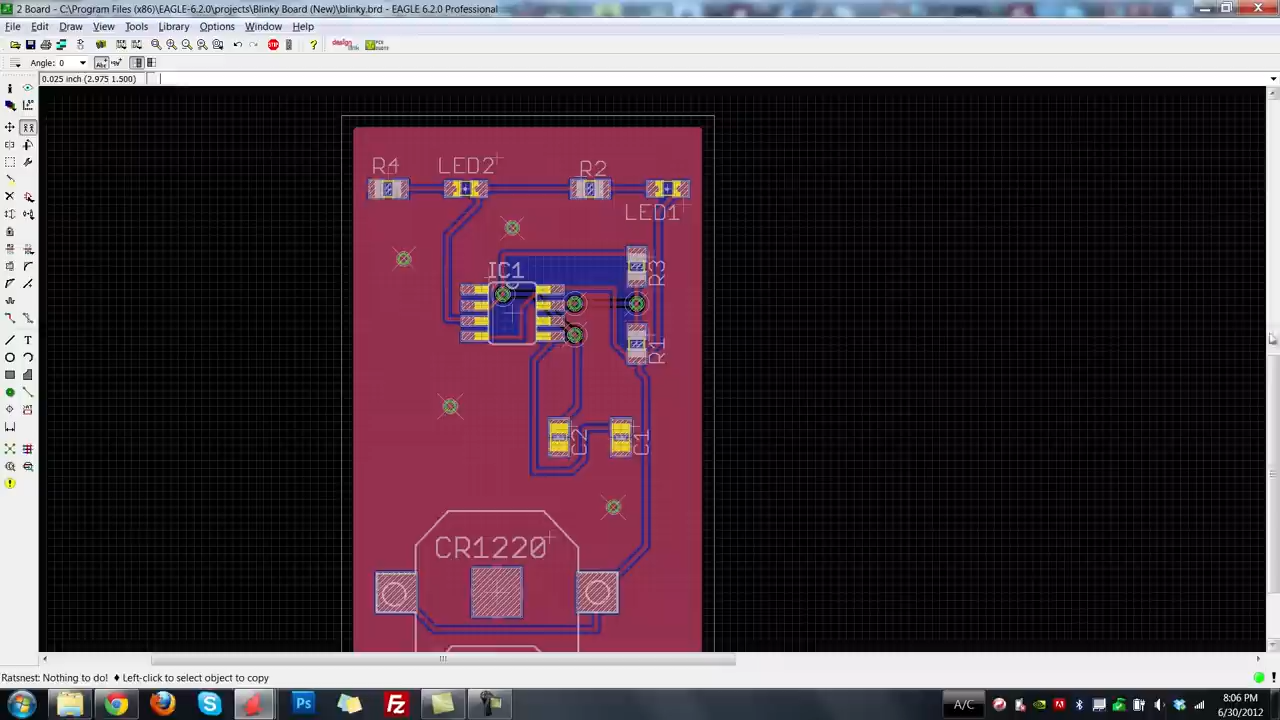 2 Board - C:\Program Files (x86)\EAGLE-6.2.0\projects\Blinky Board (New)\blinky.brd - EAGLE 6.2.0 Professional
File Edit Draw View Tools Library Options Window Help
Angle: 0
0.025 inch (2.975 1.500)
R4
LED2
R2
LED1
IC1
R3
R1
C2
C1
CR1220
Ratsnest: Nothing to do! ♦ Left-click to select object to copy
A/C
8:06 PM
6/30/2012